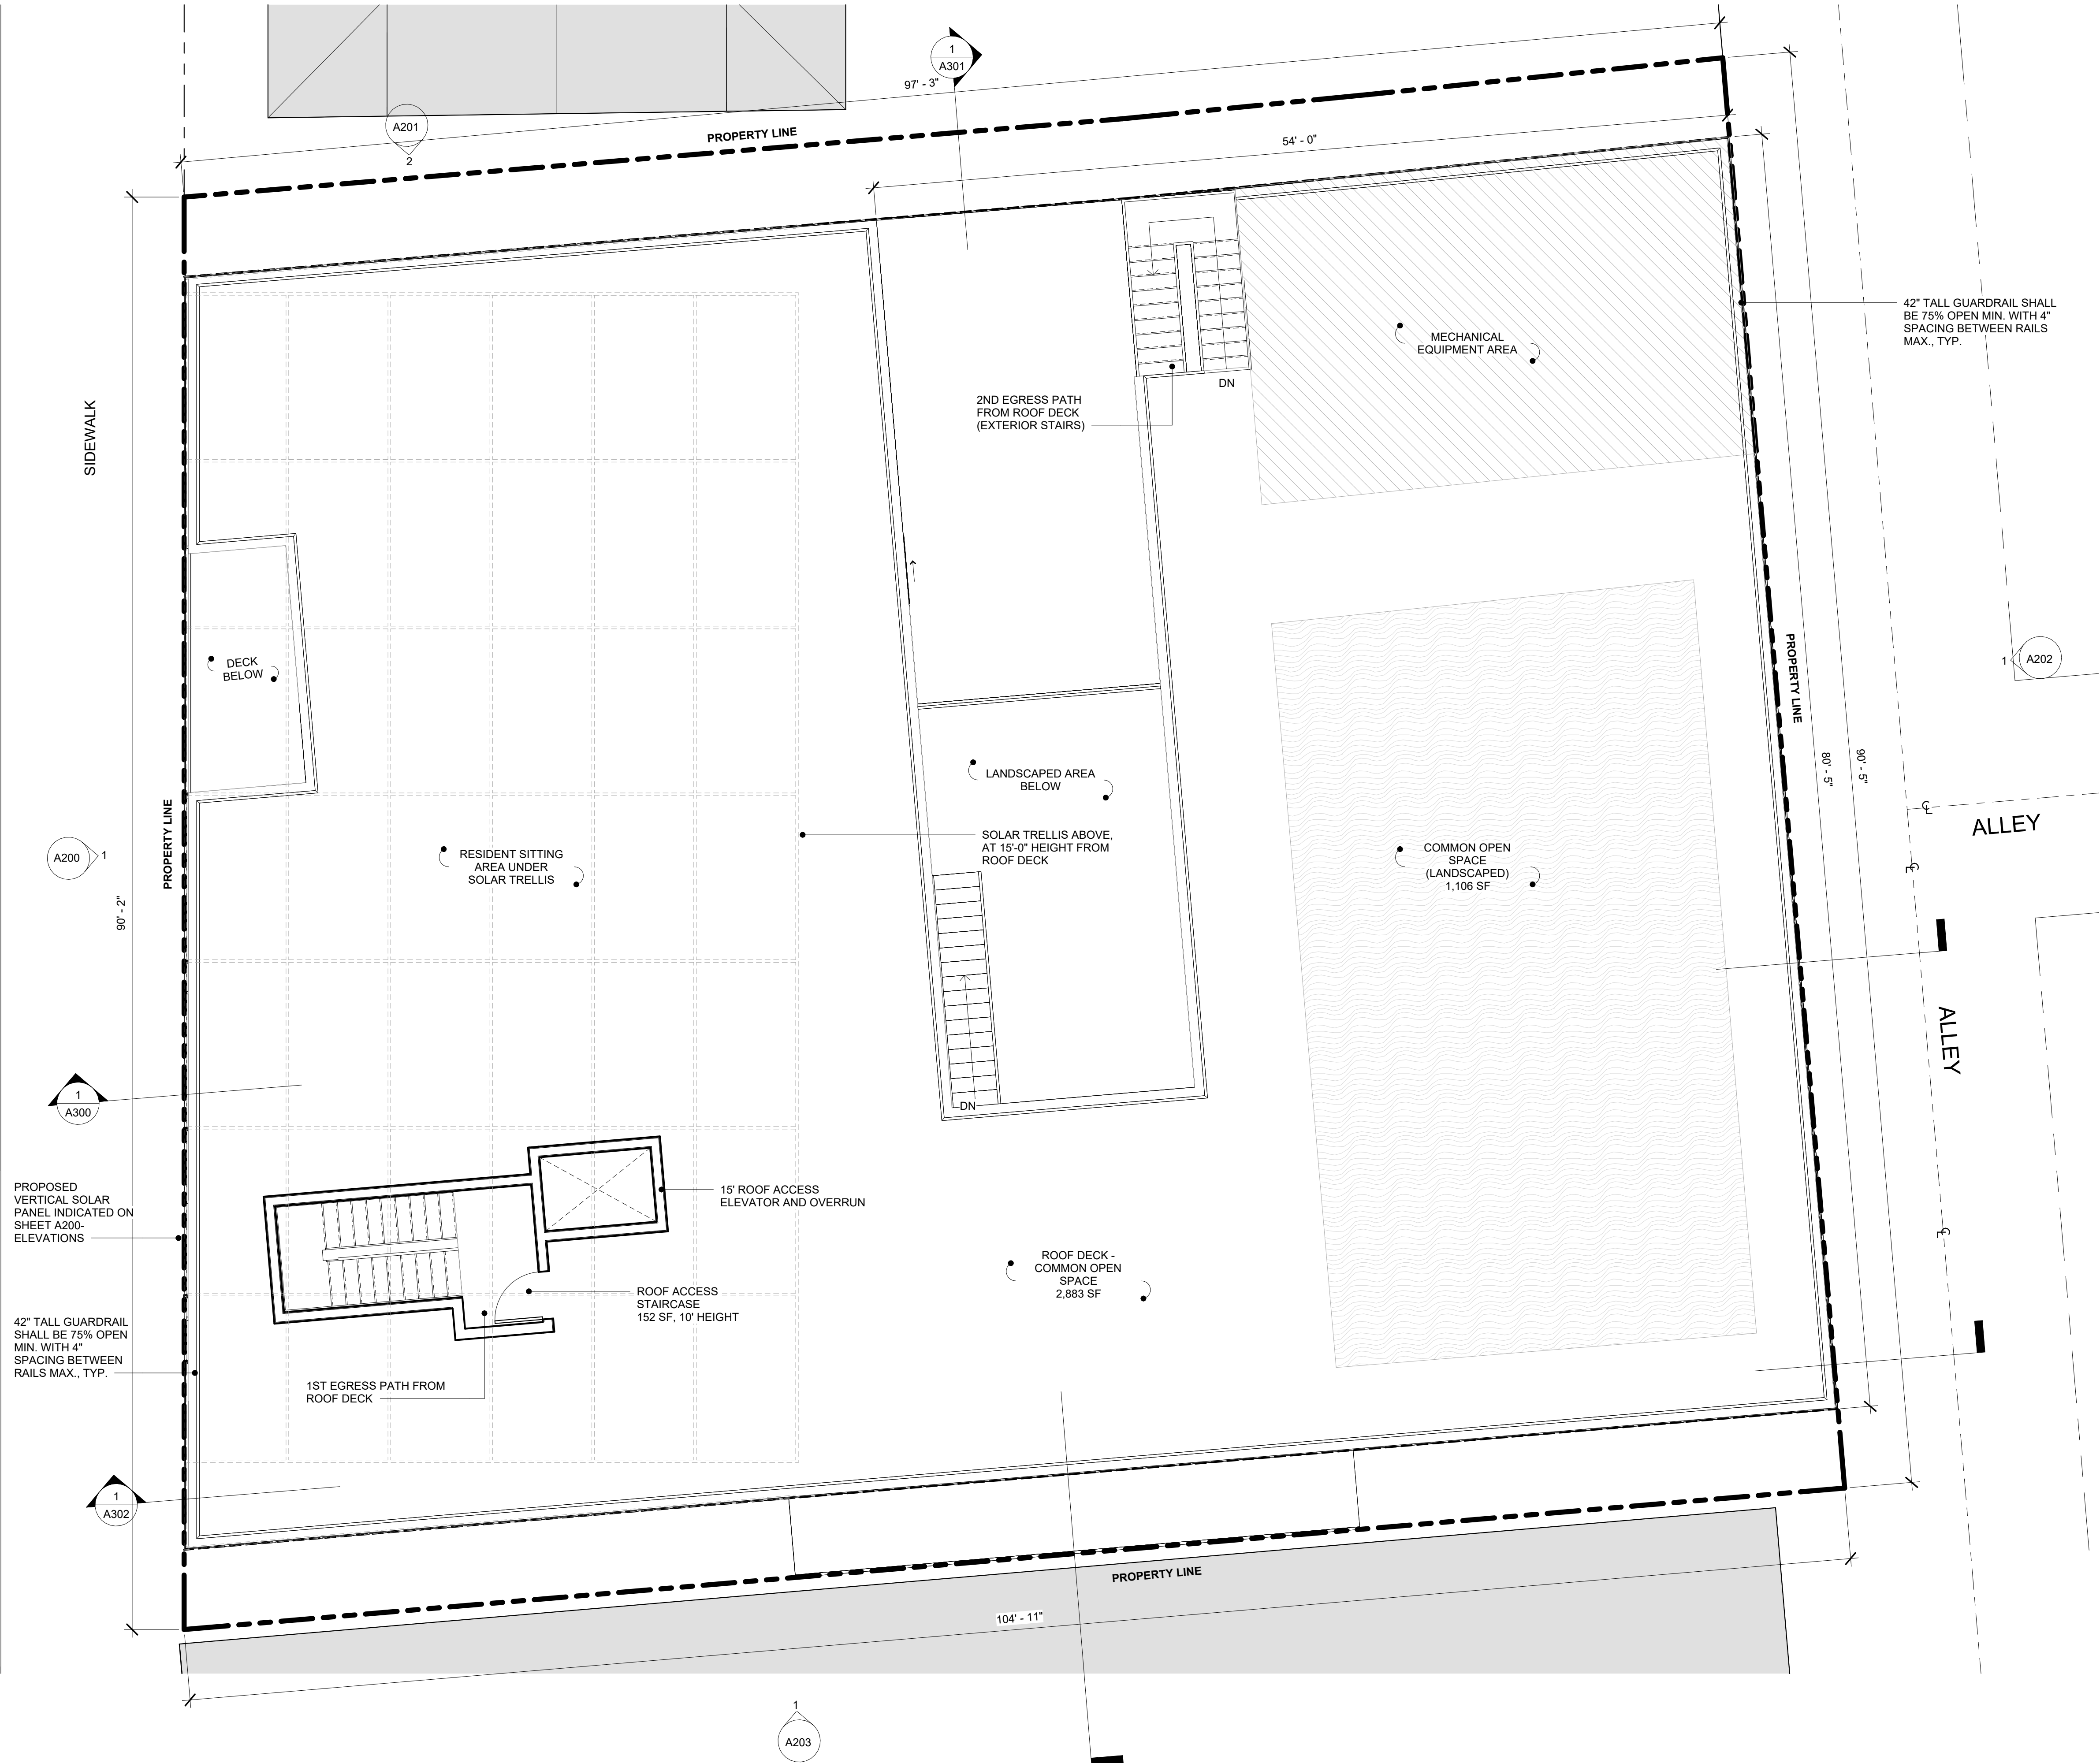 1
A301
97' - 3"
A201
2
PROPERTY LINE
54' - 0"
42" TALL GUARDRAIL SHALL
BE 75% OPEN MIN. WITH 4"
SPACING BETWEEN RAILS
MAX., TYP.
MECHANICAL
EQUIPMENT AREA
DN
2ND EGRESS PATH
FROM ROOF DECK
(EXTERIOR STAIRS)
SIDEWALK
DECK
BELOW
PROPERTY LINE
1
A202
80' - 5"
90' - 5"
LANDSCAPED AREA
BELOW
SOLAR TRELLIS ABOVE,
AT 15'-0" HEIGHT FROM
ROOF DECK
RESIDENT SITTING
AREA UNDER
SOLAR TRELLIS
COMMON OPEN
SPACE
(LANDSCAPED)
1,106 SF
CL
ALLEY
CL
PROPERTY LINE
A200
1
90' - 2"
ALLEY
1
A300
DN
PROPOSED
VERTICAL SOLAR
PANEL INDICATED ON
SHEET A200-
ELEVATIONS
15' ROOF ACCESS
ELEVATOR AND OVERRUN
CL
ROOF DECK -
COMMON OPEN
SPACE
2,883 SF
ROOF ACCESS
STAIRCASE
152 SF, 10' HEIGHT
42" TALL GUARDRAIL
SHALL BE 75% OPEN
MIN. WITH 4"
SPACING BETWEEN
RAILS MAX., TYP.
1ST EGRESS PATH FROM
ROOF DECK
1
A302
PROPERTY LINE
104' - 11"
1
A203